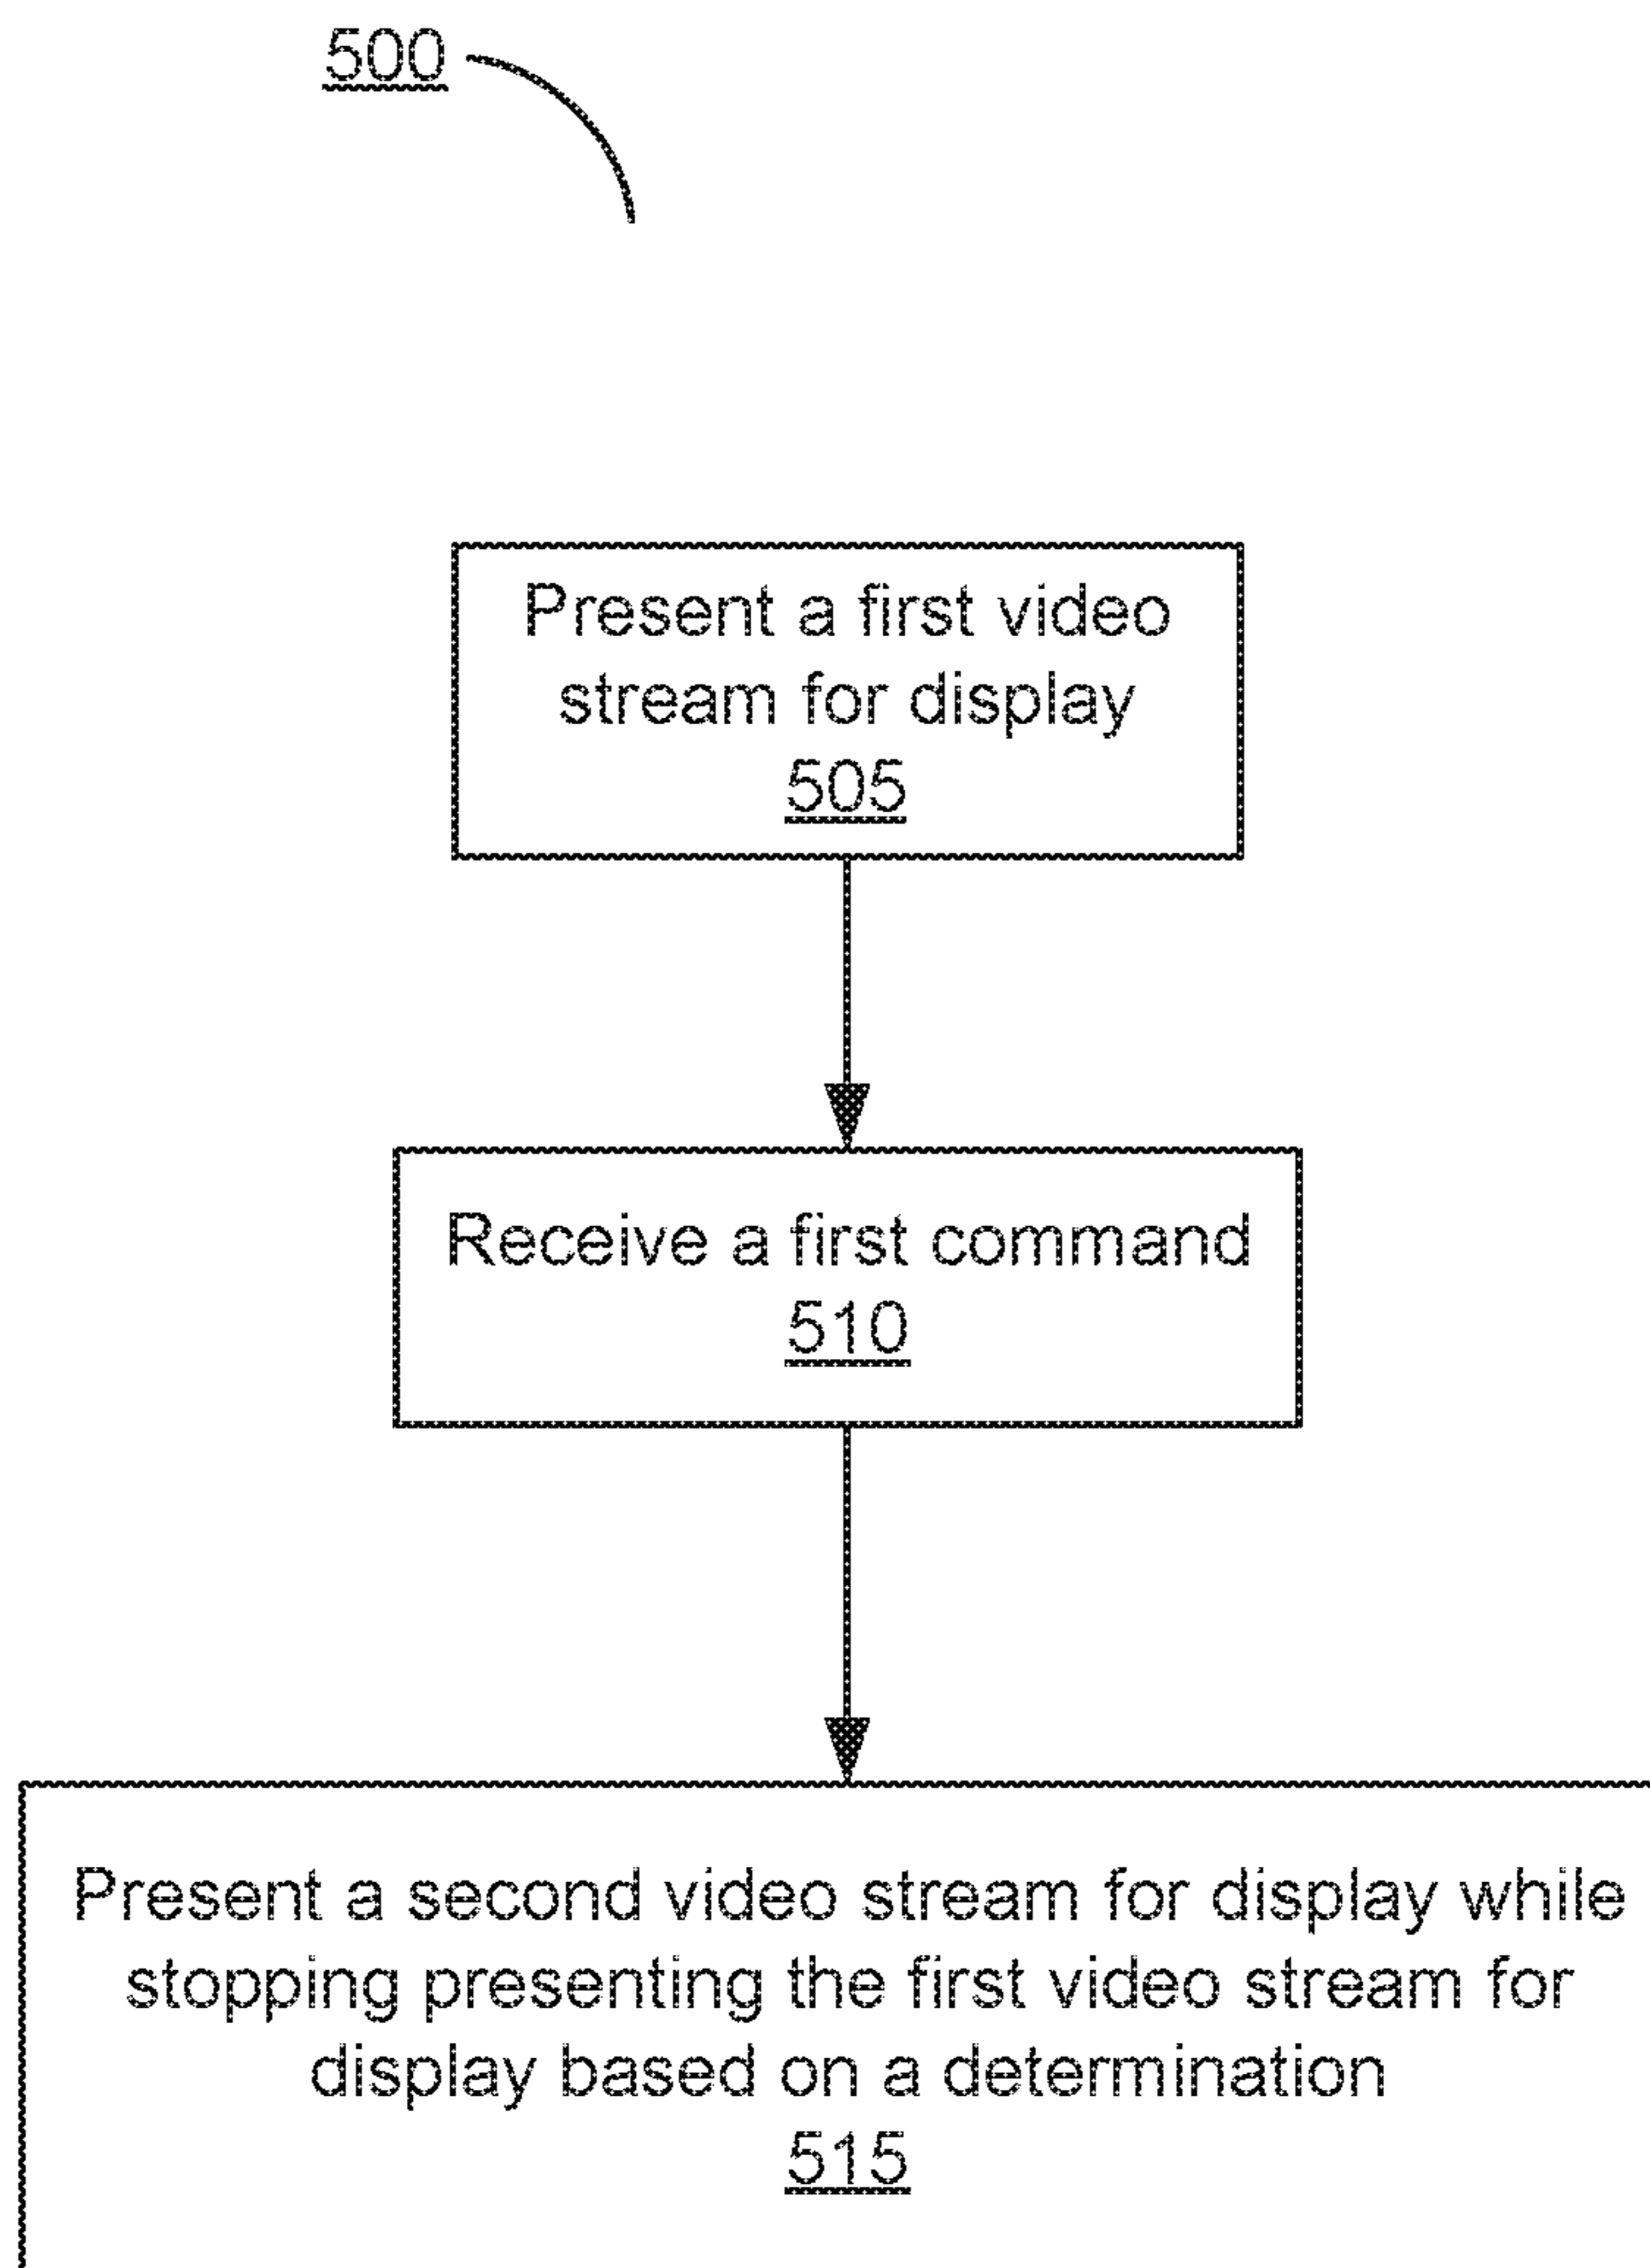 500
Present a first video
stream for display
505
Receive a first command
510
Present a second video stream for display while
stopping presenting the first video stream for
display based on a determination
515